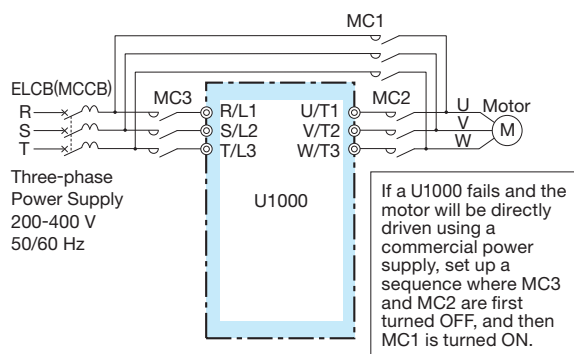 MC1
ELCB(MCCB)
MC3
R/L1
U/T1
MC2
U
Motor
R
S
S/L2
V/T2
V
M
T
T/L3
W/T3
W
Three-phase
Power Supply
200-400 V
50/60 Hz
U1000
If a U1000 fails and the
motor will be directly
driven using a
commercial power
supply, set up a
sequence where MC3
and MC2 are first
turned OFF, and then
MC1 is turned ON.